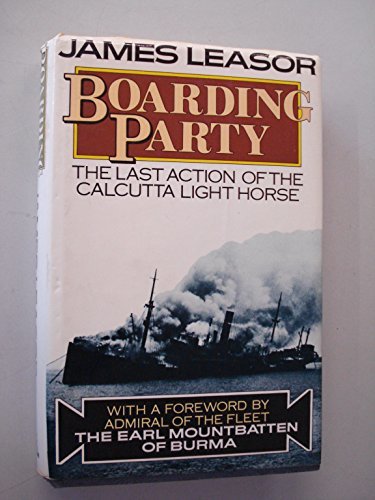 JAMES LEASOR
BOARDING
PARTY
THE LAST ACTION OF THE
CALCUTTA LIGHT HORSE
WITH A FOREWORD BY
ADMIRAL OF THE FLEET
THE EARL MOUNTBATTEN
OF BURMA